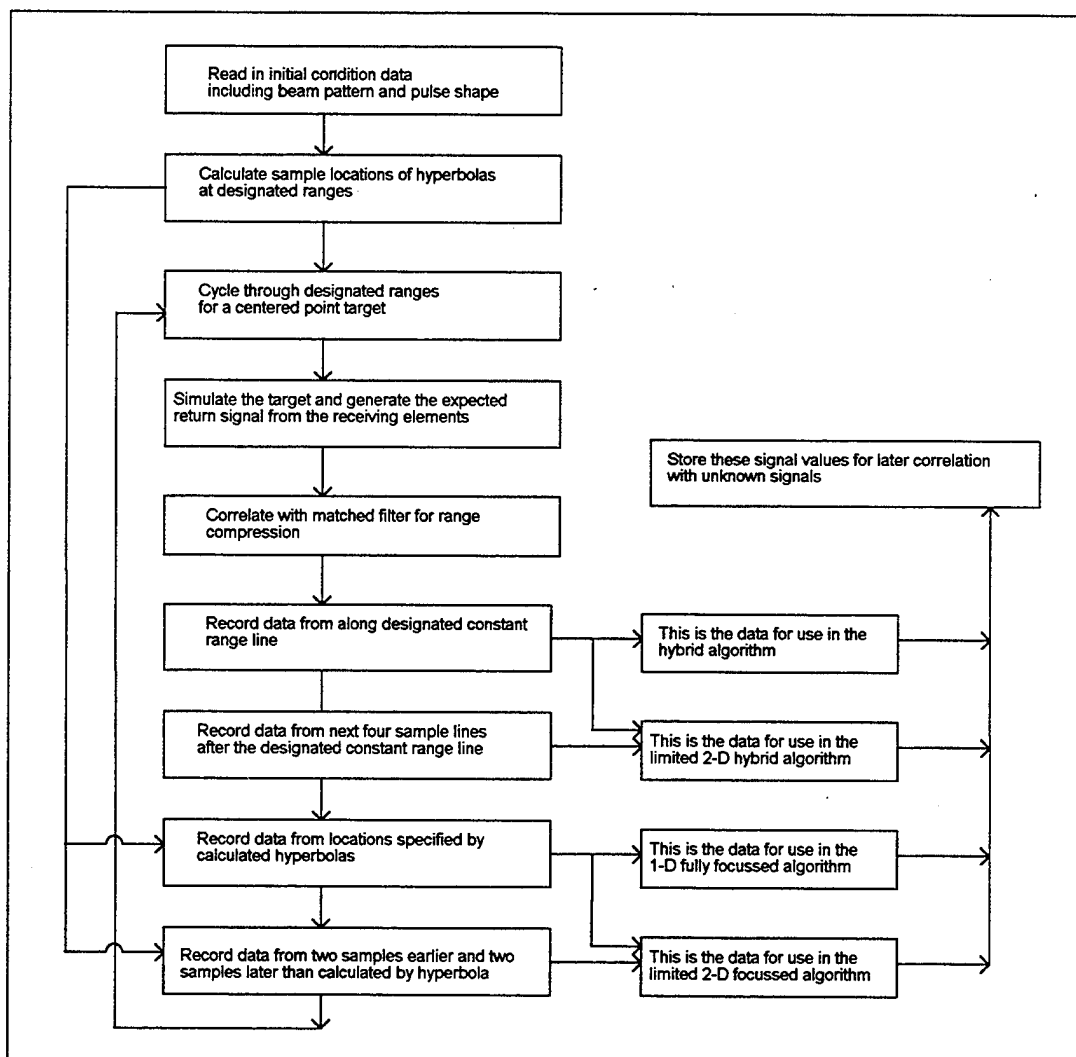 Read in initial condition data
including beam pattern and pulse shape
Calculate sample locations of hyperbolas
at designated ranges
Cycle through designated ranges
for a centered point target
Simulate the target and generate the expected
return signal from the receiving elements
Store these signal values for later correlation
with unknown signals
Correlate with matched filter for range
compression
Record data from along designated constant
range line
This is the data for use in the
hybrid algorithm
Record data from next four sample lines
after the designated constant range line
This is the data for use in the
limited 2-D hybrid algorithm
Record data from locations specified by
calculated hyperbolas
This is the data for use in the
1-D fully focussed algorithm
Record data from two samples earlier and two
samples later than calculated by hyperbola
This is the data for use in the
limited 2-D focussed algorithm